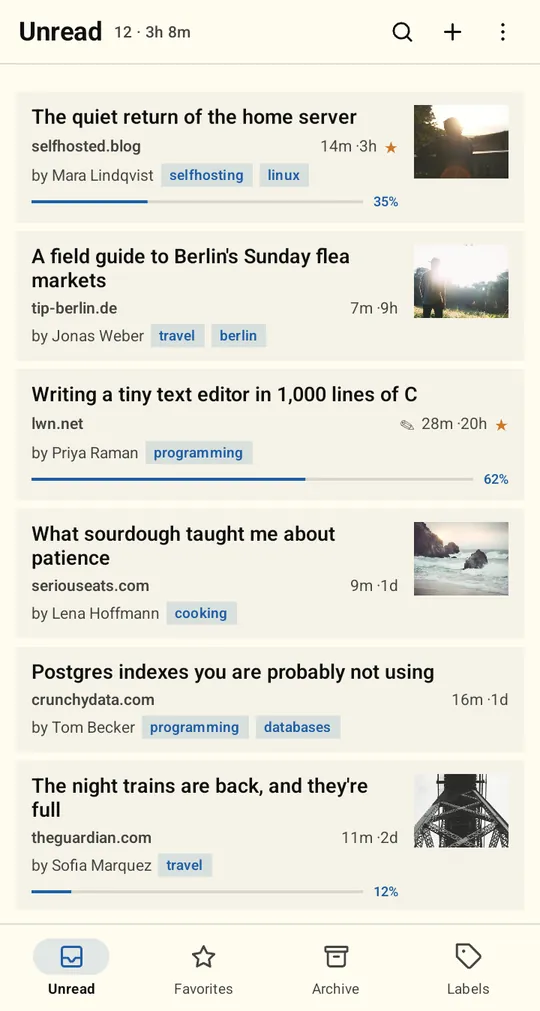 Unread 12 · 3h 8m
The quiet return of the home server
selfhosted.blog 14m ·3h ★
by Mara Lindqvist selfhosting linux
35%
A field guide to Berlin's Sunday flea
markets
tip-berlin.de 7m ·9h
by Jonas Weber travel berlin
Writing a tiny text editor in 1,000 lines of C
lwn.net ✎ 28m ·20h ★
by Priya Raman programming
62%
What sourdough taught me about
patience
seriouseats.com 9m ·1d
by Lena Hoffmann cooking
Postgres indexes you are probably not using
crunchydata.com 16m ·1d
by Tom Becker programming databases
The night trains are back, and they're
full
theguardian.com 11m ·2d
by Sofia Marquez travel
12%
Unread Favorites Archive Labels